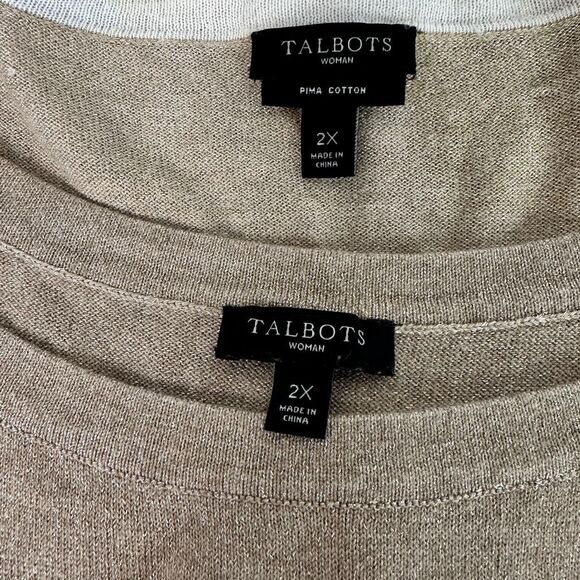 TALBOTS
WOMAN
PIMA COTTON
2X
MADE IN
CHINA
TALBOTS
WOMAN
2X
MADE IN
CHINA